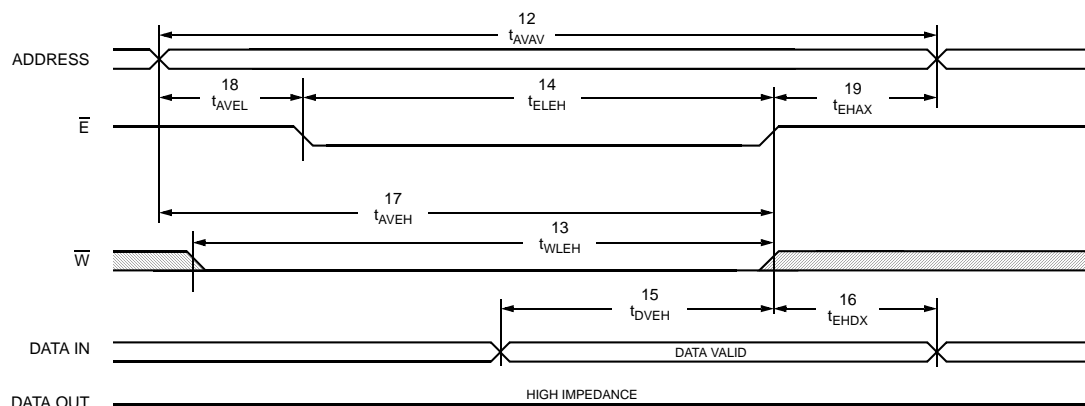 12
tAVAV
ADDRESS
18
tAVEL
14
tELEH
19
tEHAX
E
17
tAVEH
13
tWLEH
W
15
tDVEH
16
tEHDX
DATA IN
DATA VALID
HIGH IMPEDANCE
DATA OUT